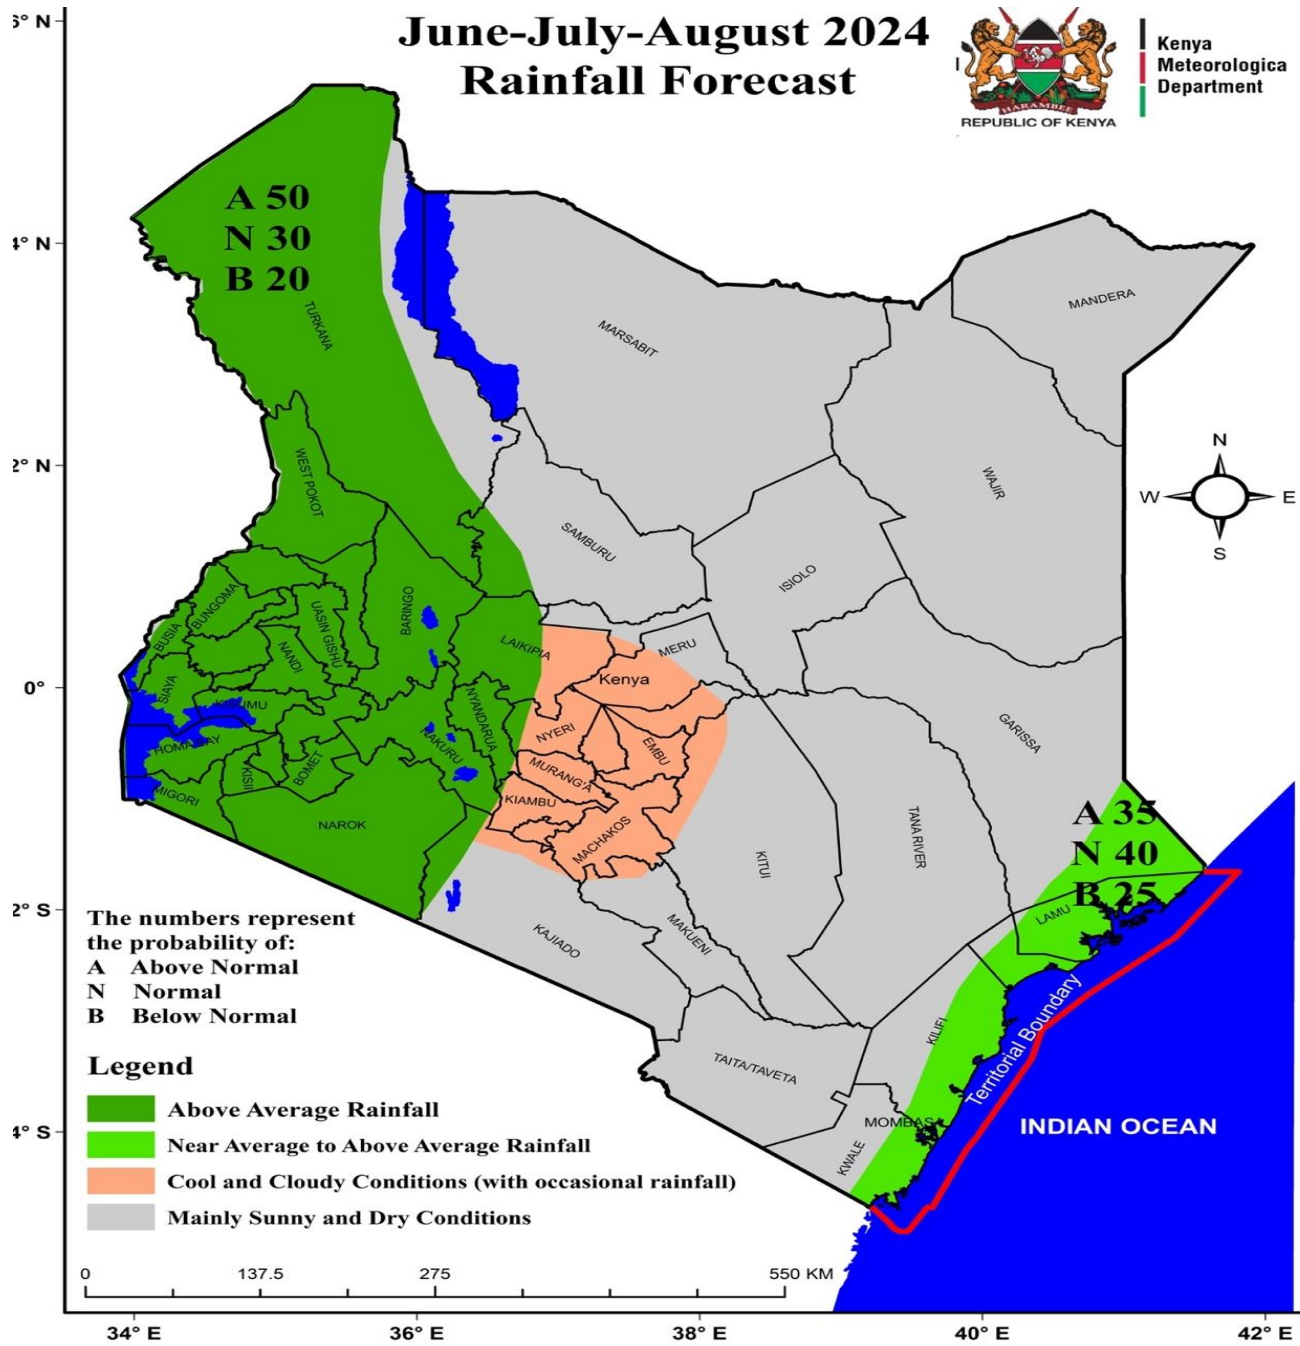 June-July-August 2024
Rainfall Forecast
Kenya
Meteorologica
Department
HARAMBEE
REPUBLIC OF KENYA
6° N
4° N
2° N
0°
2° S
4° S
A 50
N 30
B 20
TURKANA
MARSABIT
MANDERA
WEST POKOT
SAMBURU
WAJIR
ISIOLO
N
W
E
S
BUNGOMA
BUSIA
UASIN GISHU
BARINGO
NANDI
LAIKIPIA
MERU
Kenya
SIAYA
KISUMU
NYANDARUA
NYERI
EMBU
GARISSA
HOMA BAY
NAKURU
KISII
BOMET
MURANG'A
MIGORI
KIAMBU
NAROK
MACHAKOS
KITUI
TANA RIVER
A 35
N 40
B 25
LAMU
KAJIADO
MAKUENI
KILIFI
TAITA/TAVETA
MOMBASA
KWALE
Territorial Boundary
INDIAN OCEAN
The numbers represent
the probability of:
A Above Normal
N Normal
B Below Normal
Legend
Above Average Rainfall
Near Average to Above Average Rainfall
Cool and Cloudy Conditions (with occasional rainfall)
Mainly Sunny and Dry Conditions
0 137.5 275 550 KM
34° E 36° E 38° E 40° E 42° E